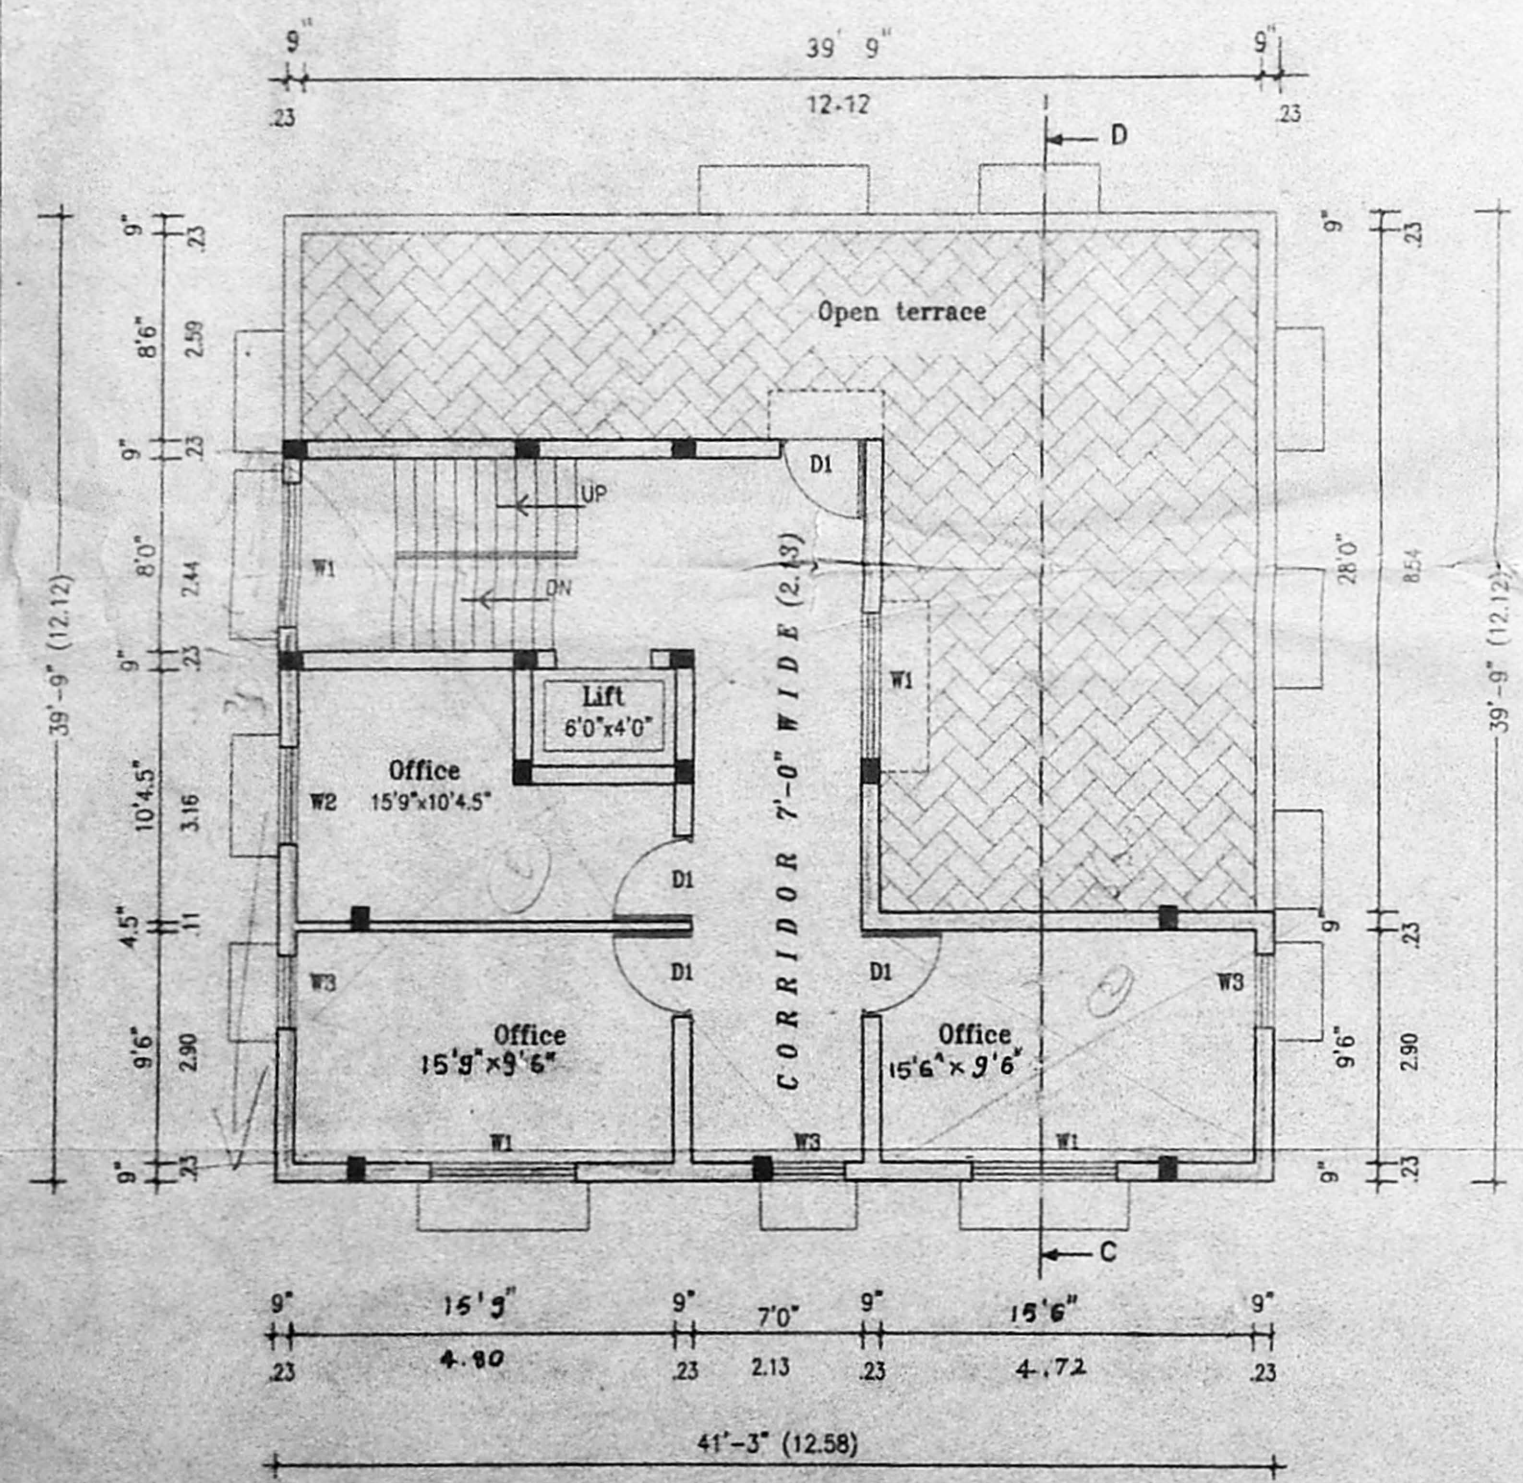 9"
39' 9"
9"
.23
12.12
.23
D
9"
.23
9"
.23
8'6"
2.59
Open terrace
9"
.23
D1
UP
8'0"
2.44
W1
DN
28'0"
8.54
39'-9" (12.12)
39'-9" (12.12)
9"
.23
Lift
6'0"x4'0"
W1
CORRIDOR 7'-0" WIDE (2.13)
Office
15'9"x10'4.5"
W2
10'4.5"
3.16
D1
4.5"
.11
9"
.23
W3
D1
D1
W3
Office
15'9"x9'6"
Office
15'6"x9'6"
9'6"
2.90
9'6"
2.90
W1
W3
W1
9"
.23
9"
.23
C
9"
15'9"
9"
7'0"
9"
15'6"
9"
.23
4.80
.23
2.13
.23
4.72
.23
41'-3" (12.58)